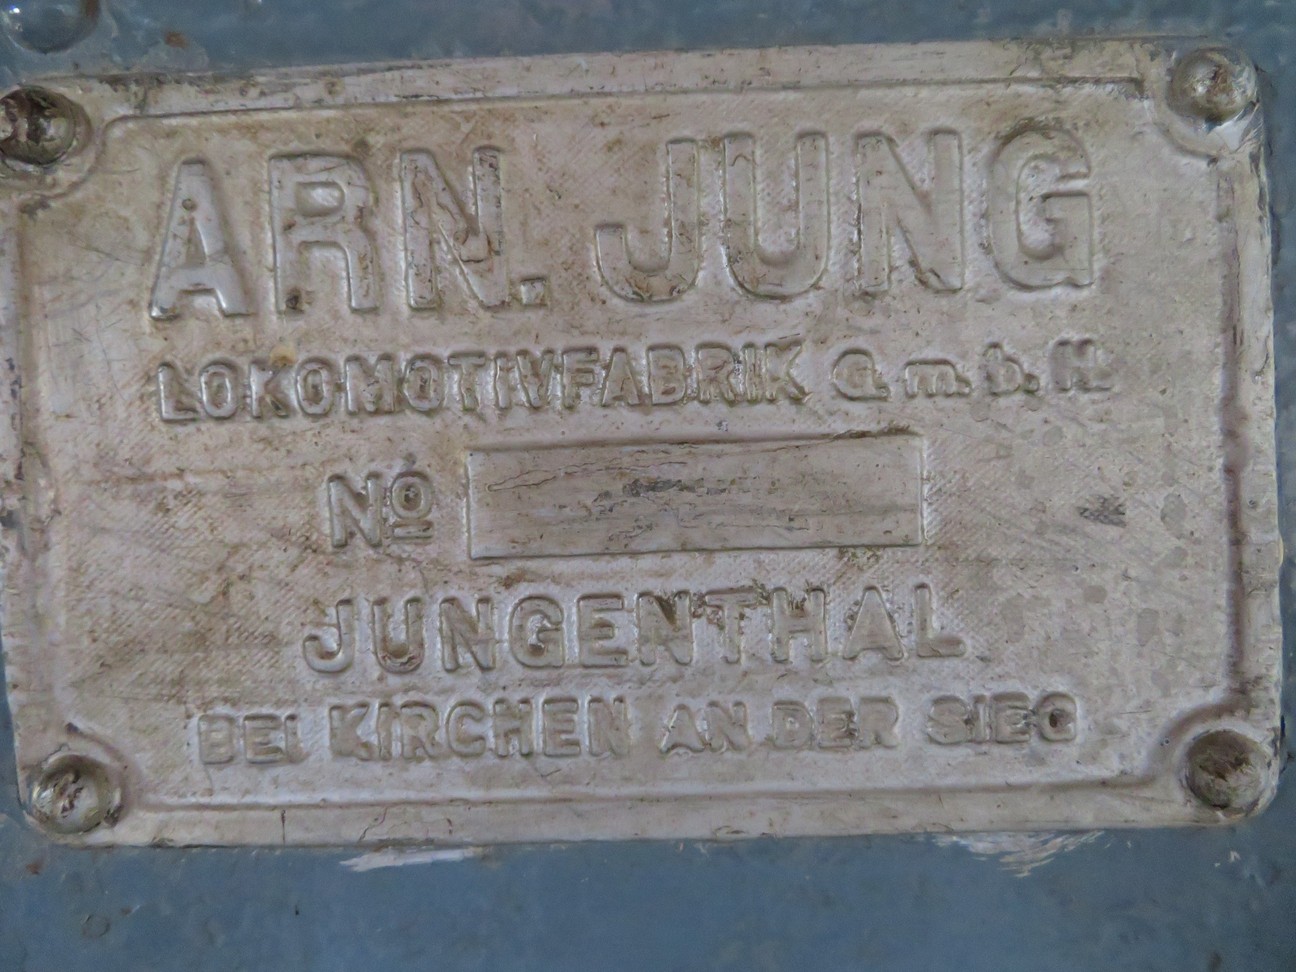 ARN. JUNG
LOKOMOTIVFABRIK G.m.b.H.
No
JUNGENTHAL
BEI KIRCHEN AN DER SIEG